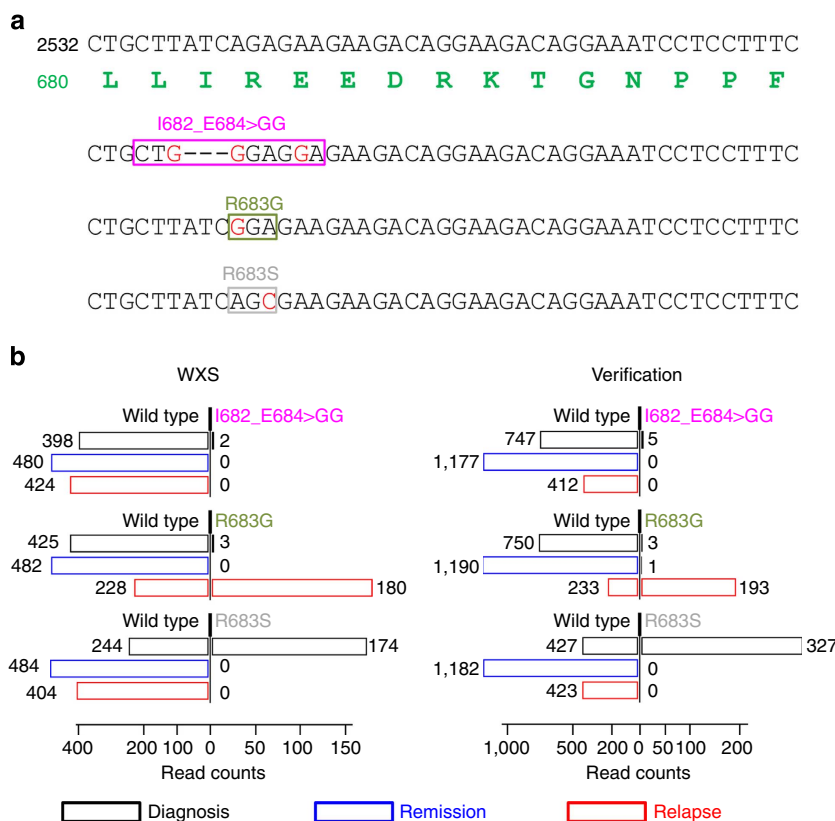 a
2532 CTGCTTATCAGAGAAGAAGACAGGAAGACAGGAAATCCTCCTTTC
680 L L I R E E D R K T G N P P F
I682_E684>GG
CTGCTG---GGAGGAGAAGACAGGAAGACAGGAAATCCTCCTTTC
R683G
CTGCTTATCGGAGAAGAAGACAGGAAGACAGGAAATCCTCCTTTC
R683S
CTGCTTATCAGCGAAGAAGACAGGAAGACAGGAAATCCTCCTTTC
b
WXS Verification
Wild type I682_E684>GG Wild type I682_E684>GG
398 2 747 5
480 0 1,177 0
424 0 412 0
Wild type R683G Wild type R683G
425 3 750 3
482 0 1,190 1
228 180 233 193
Wild type R683S Wild type R683S
244 174 427 327
484 0 1,182 0
404 0 423 0
400 200 100 0 50 100 150 1,000 500 200 0 50 100 200
Read counts Read counts
Diagnosis Remission Relapse